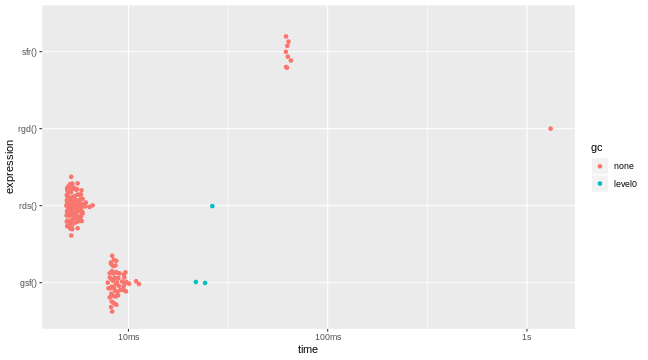 sfr()
rgd()
rds()
gsf()
expression
10ms
100ms
1s
time
gc
none
level0